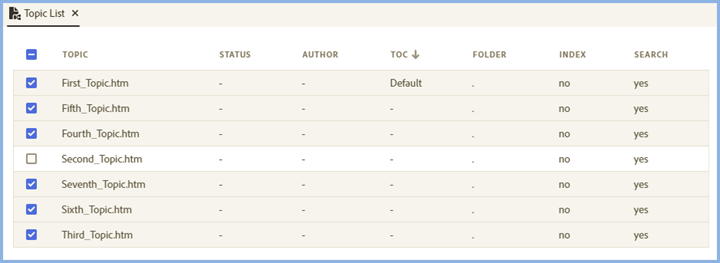 Topic List
TOPIC STATUS AUTHOR TOC FOLDER INDEX SEARCH
First_Topic.htm - - Default . no yes
Fifth_Topic.htm - - - . no yes
Fourth_Topic.htm - - - . no yes
Second_Topic.htm - - - . no yes
Seventh_Topic.htm - - - . no yes
Sixth_Topic.htm - - - . no yes
Third_Topic.htm - - - . no yes